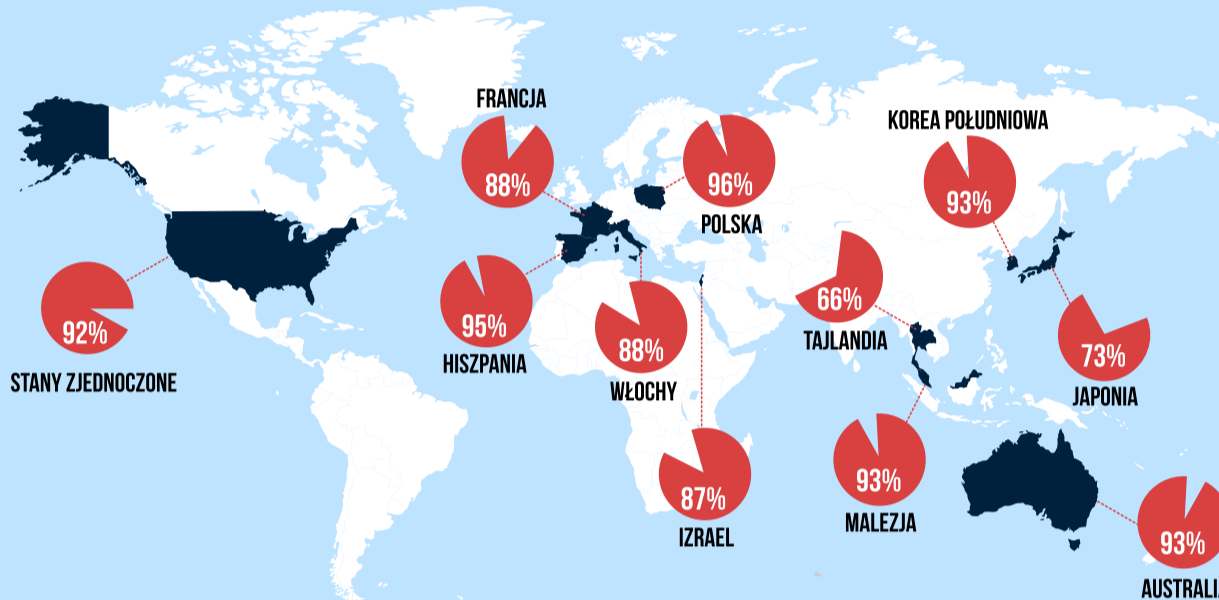 FRANCJA
88%
96%
POLSKA
KOREA POŁUDNIOWA
93%
92%
STANY ZJEDNOCZONE
95%
HISZPANIA
88%
WŁOCHY
66%
TAJLANDIA
73%
JAPONIA
87%
IZRAEL
93%
MALEZJA
93%
AUSTRALIA